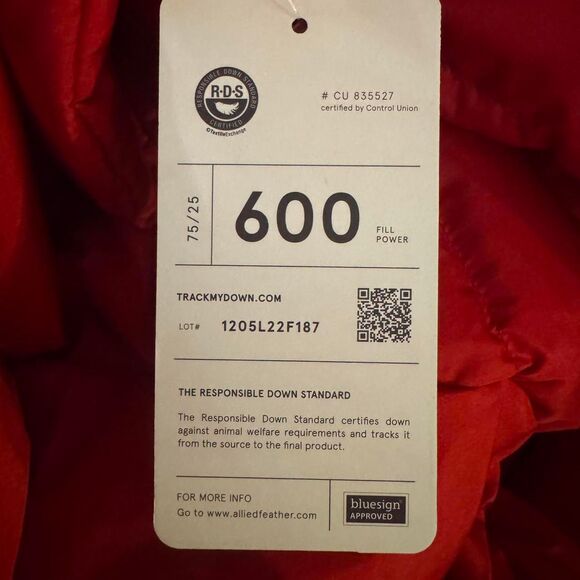 RESPONSIBLE DOWN STANDARD
R·D·S
CERTIFIED
©TextileExchange
# CU 835527
certified by Control Union
75/25
600
FILL
POWER
TRACKMYDOWN.COM
LOT# 1205L22F187
THE RESPONSIBLE DOWN STANDARD
The Responsible Down Standard certifies down
against animal welfare requirements and tracks it
from the source to the final product.
FOR MORE INFO
Go to www.alliedfeather.com
bluesign®
APPROVED